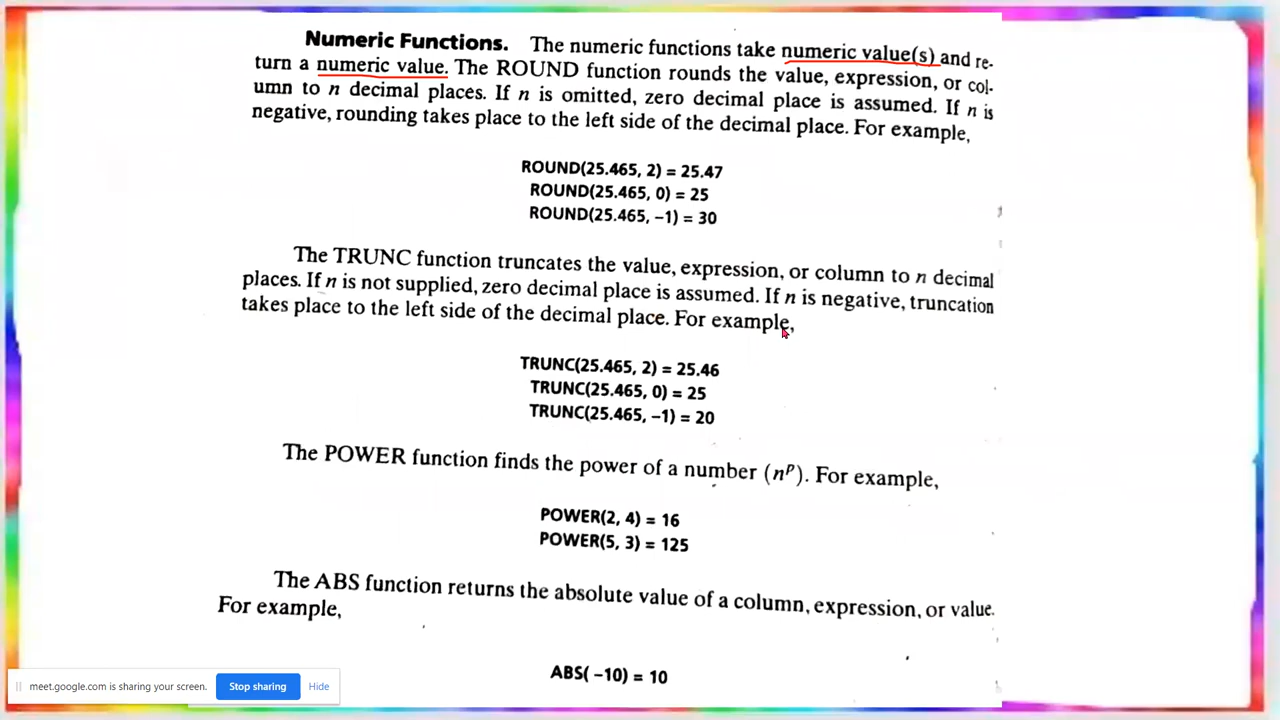 Numeric Functions. The numeric functions take numeric value(s) and re-
turn a numeric value. The ROUND function rounds the value, expression, or col-
umn to n decimal places. If n is omitted, zero decimal place is assumed. If n is
negative, rounding takes place to the left side of the decimal place. For example,
ROUND(25.465, 2) = 25.47
ROUND(25.465, 0) = 25
ROUND(25.465, –1) = 30
The TRUNC function truncates the value, expression, or column to n decimal
places. If n is not supplied, zero decimal place is assumed. If n is negative, truncation
takes place to the left side of the decimal place. For example,
TRUNC(25.465, 2) = 25.46
TRUNC(25.465, 0) = 25
TRUNC(25.465, –1) = 20
The POWER function finds the power of a number (nᵖ). For example,
POWER(2, 4) = 16
POWER(5, 3) = 125
The ABS function returns the absolute value of a column, expression, or value.
For example,
ABS( –10) = 10
meet.google.com is sharing your screen. Stop sharing Hide